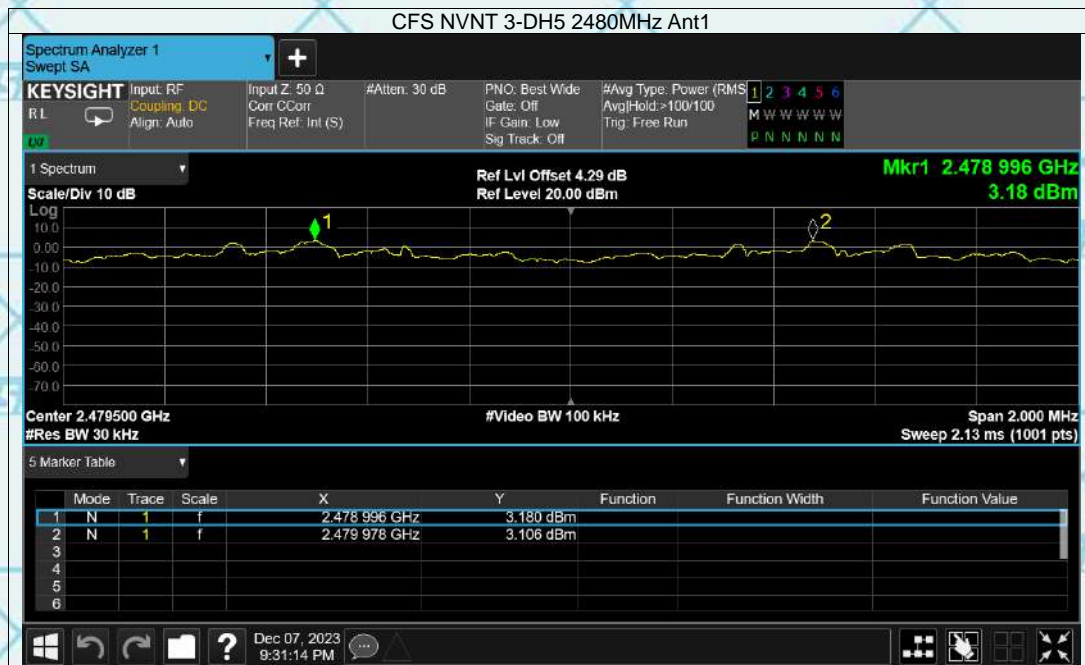 CFS NVNT 3-DH5 2480MHz Ant1
Spectrum Analyzer 1
Swept SA
+
KEYSIGHT Input: RF Input Z: 50 Ω #Atten: 30 dB PNO: Best Wide #Avg Type: Power (RMS 1 2 3 4 5 6
RL Coupling: DC Corr CCorr Gate: Off Avg|Hold:>100/100 M W W W W W
Align: Auto Freq Ref: Int (S) IF Gain: Low Trig: Free Run
Sig Track: Off P N N N N N
LXI
1 Spectrum Ref Lvl Offset 4.29 dB Mkr1 2.478 996 GHz
Scale/Div 10 dB Ref Level 20.00 dBm 3.18 dBm
Log
10.0
0.00
-10.0
-20.0
-30.0
-40.0
-50.0
-60.0
-70.0
1
2
Center 2.479500 GHz #Video BW 100 kHz Span 2.000 MHz
#Res BW 30 kHz Sweep 2.13 ms (1001 pts)
5 Marker Table
Mode Trace Scale X Y Function Function Width Function Value
1 N 1 f 2.478 996 GHz 3.180 dBm
2 N 1 f 2.479 978 GHz 3.106 dBm
3
4
5
6
? Dec 07, 2023
9:31:14 PM